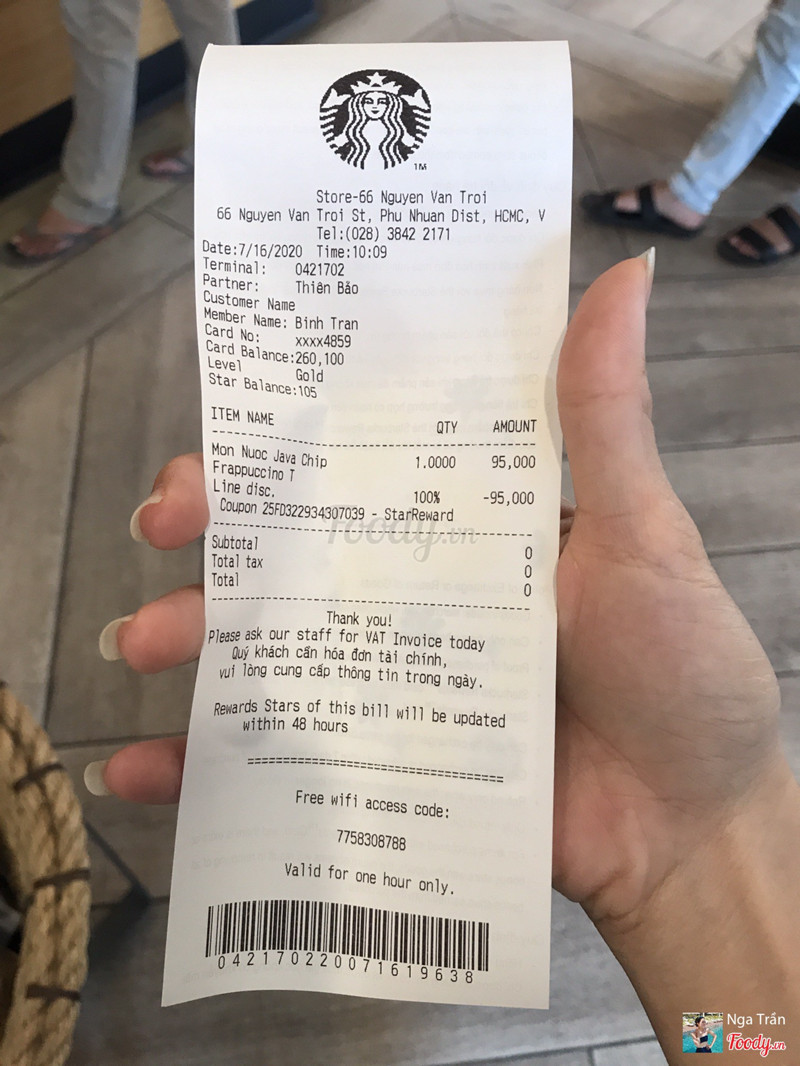 TM
Store-66 Nguyen Van Troi
66 Nguyen Van Troi St, Phu Nhuan Dist, HCMC, V
Tel:(028) 3842 2171
Date:7/16/2020 Time:10:09
Terminal: 0421702
Partner: Thiên Bảo
Customer Name
Member Name: Binh Tran
Card No: xxxx4859
Card Balance:260,100
Level Gold
Star Balance:105
ITEM NAME QTY AMOUNT
Mon Nuoc Java Chip 1.0000 95,000
Frappuccino T
Line disc. 100% -95,000
Coupon 25FD322934307039 - StarReward
Foody.vn
Subtotal 0
Total tax 0
Total 0
Thank you!
Please ask our staff for VAT Invoice today
Quý khách cần hóa đơn tài chính,
vui lòng cung cấp thông tin trong ngày.
Rewards Stars of this bill will be updated
within 48 hours
Free wifi access code:
7758308788
Valid for one hour only.
04217022007161963​8
Nga Trần
Foody.vn